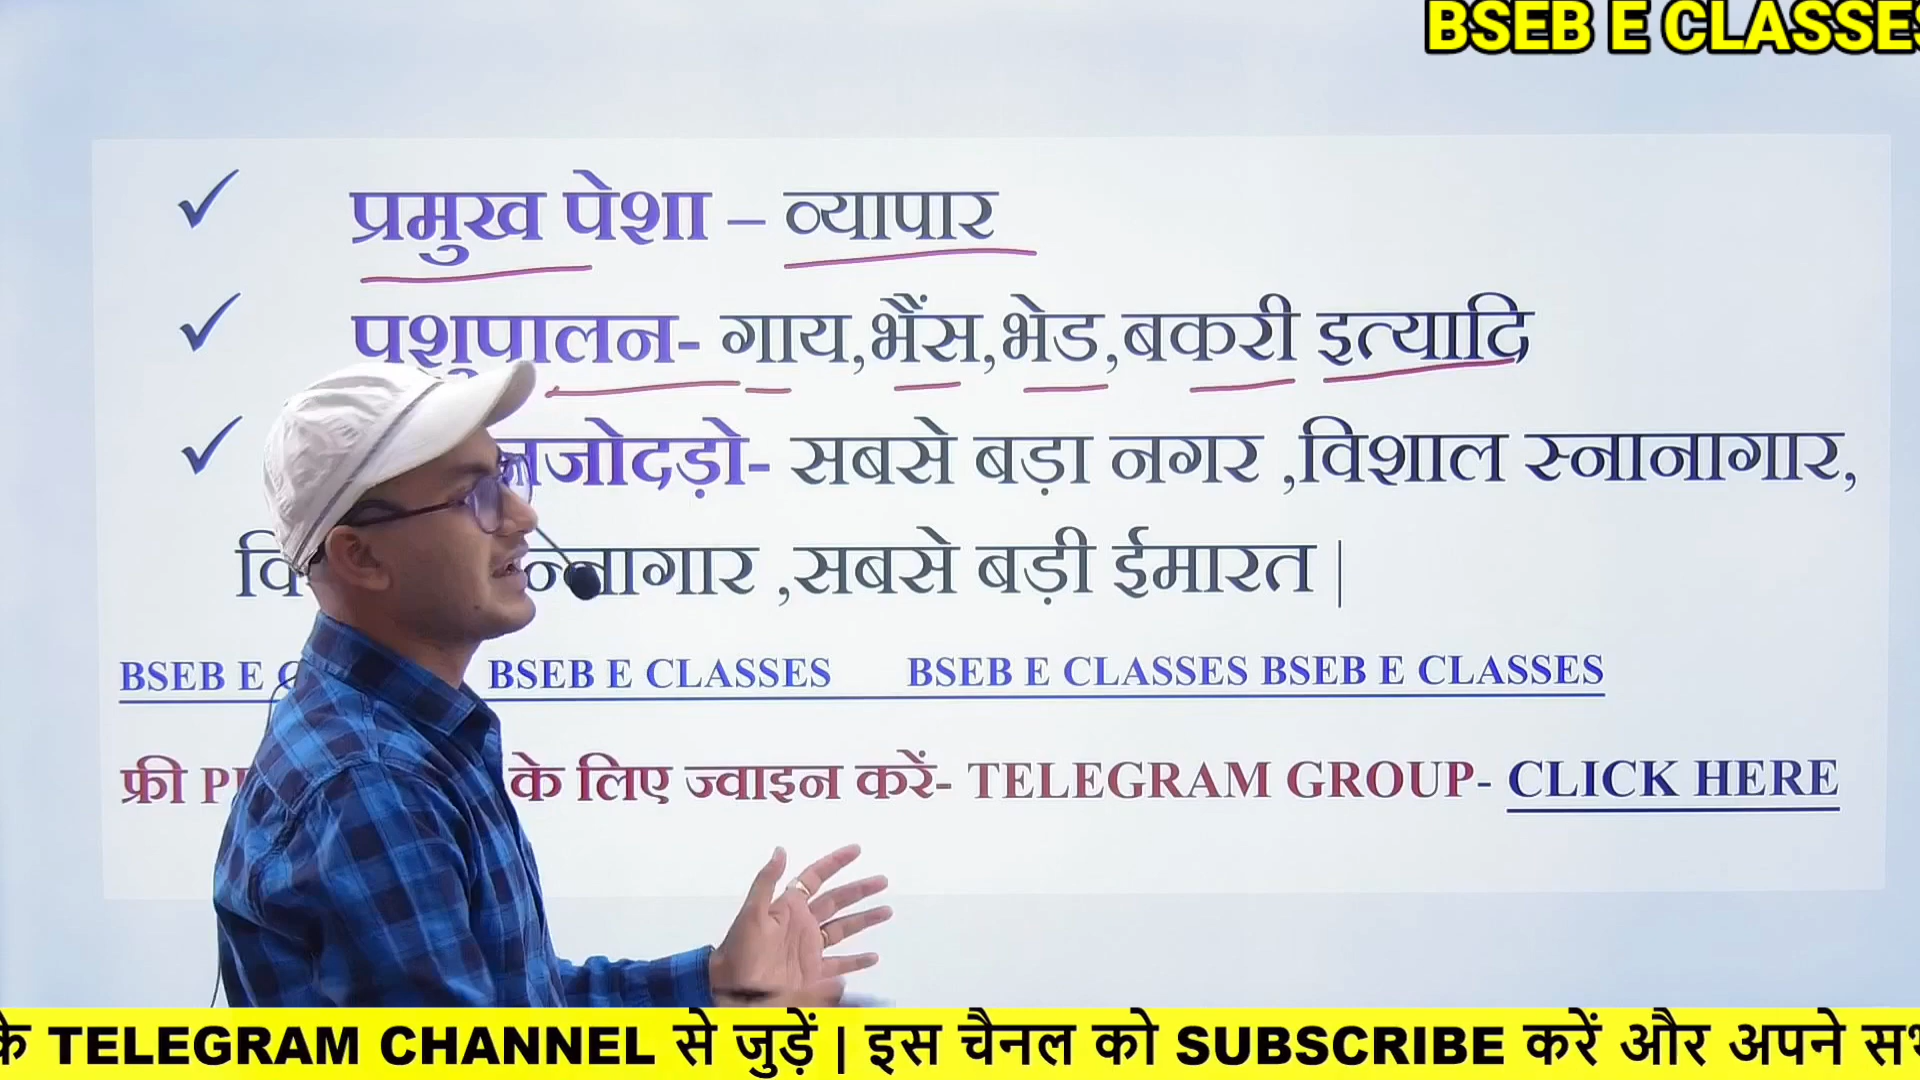 BSEB E CLASSES
प्रमुख पेशा – व्यापार
पशुपालन- गाय,भैंस,भेड,बकरी इत्यादि
सबसे बड़ा नगर ,विशाल स्नानागार,
,सबसे बड़ी ईमारत |
BSEB E BSEB E CLASSES BSEB E CLASSES BSEB E CLASSES
फ्री के लिए ज्वाइन करें- TELEGRAM GROUP- CLICK HERE
के TELEGRAM CHANNEL से जुड़ें | इस चैनल को SUBSCRIBE करें और अपने